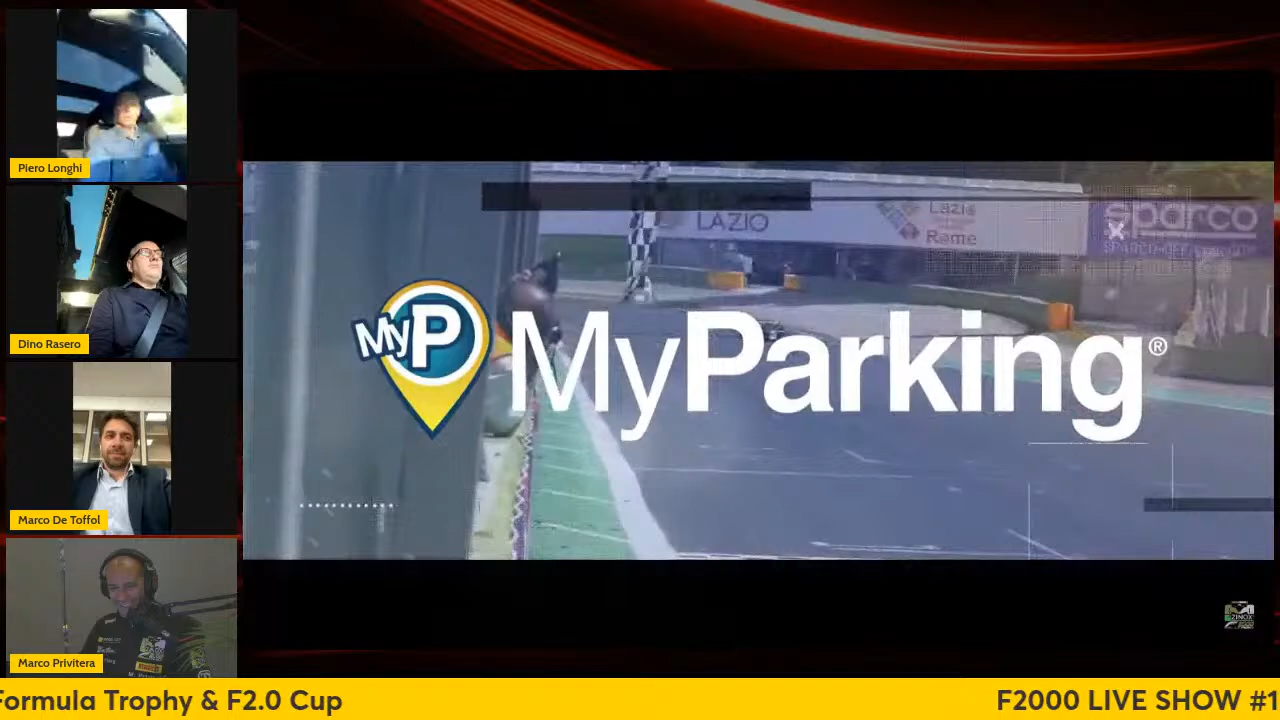 Piero Longhi
Dino Rasero
Marco De Toffol
Marco Privitera
LAZIO
Lazio
Rome
sparco
MyP
MyParking®
ZINOX
Formula Trophy & F2.0 Cup
F2000 LIVE SHOW #1